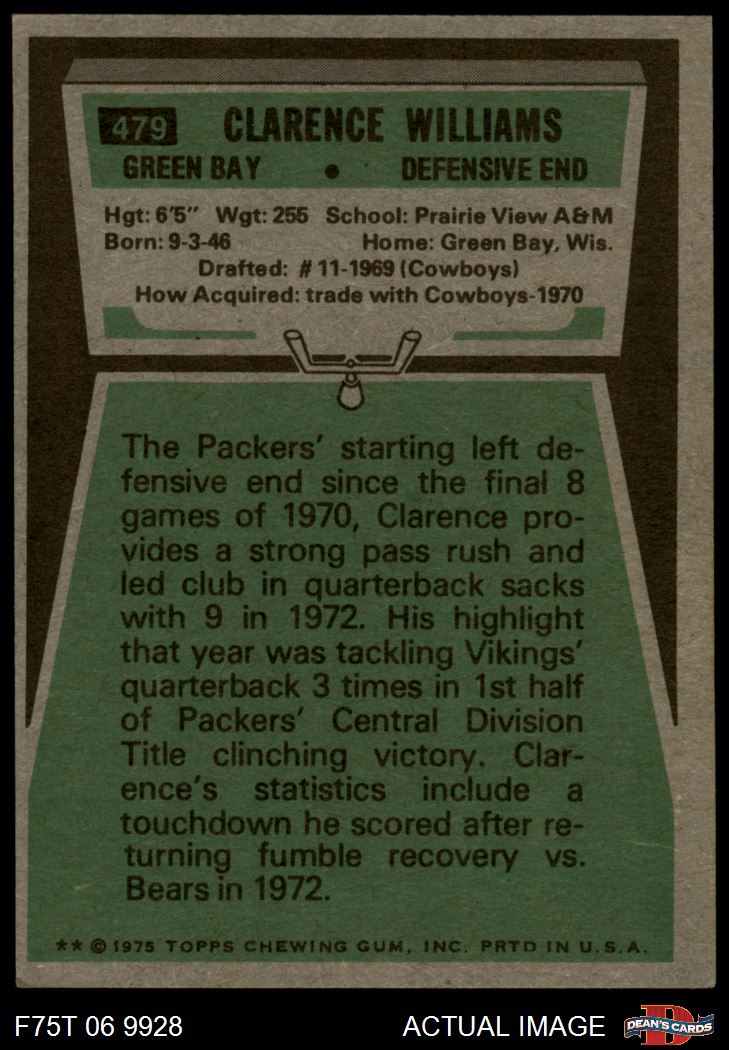 479 CLARENCE WILLIAMS
GREEN BAY • DEFENSIVE END
Hgt: 6'5" Wgt: 255 School: Prairie View A&M
Born: 9-3-46 Home: Green Bay, Wis.
Drafted: #11-1969 (Cowboys)
How Acquired: trade with Cowboys-1970
The Packers' starting left de-
fensive end since the final 8
games of 1970, Clarence pro-
vides a strong pass rush and
led club in quarterback sacks
with 9 in 1972. His highlight
that year was tackling Vikings'
quarterback 3 times in 1st half
of Packers' Central Division
Title clinching victory. Clar-
ence's statistics include a
touchdown he scored after re-
turning fumble recovery vs.
Bears in 1972.
** © 1975 TOPPS CHEWING GUM, INC. PRTD IN U.S.A.
F75T 06 9928 ACTUAL IMAGE D DEAN'S CARDS